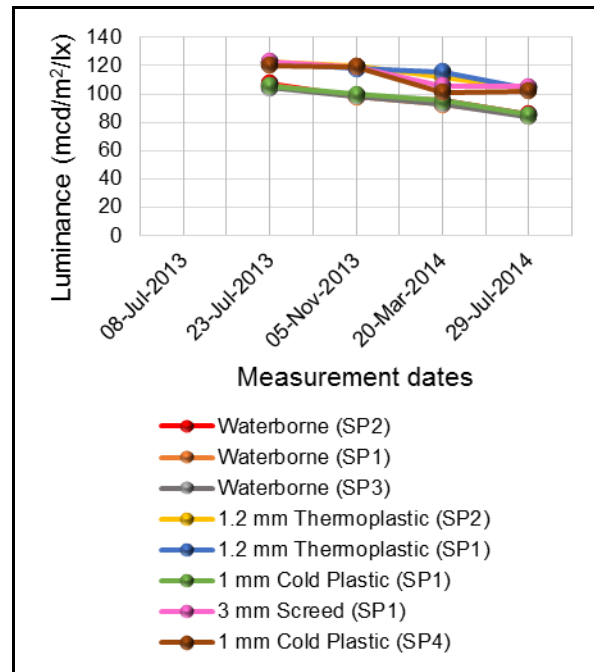 140
120
100
80
60
40
20
0
Luminance (mcd/m²/lx)
08-Jul-2013
23-Jul-2013
05-Nov-2013
20-Mar-2014
29-Jul-2014
Measurement dates
Waterborne (SP2)
Waterborne (SP1)
Waterborne (SP3)
1.2 mm Thermoplastic (SP2)
1.2 mm Thermoplastic (SP1)
1 mm Cold Plastic (SP1)
3 mm Screed (SP1)
1 mm Cold Plastic (SP4)